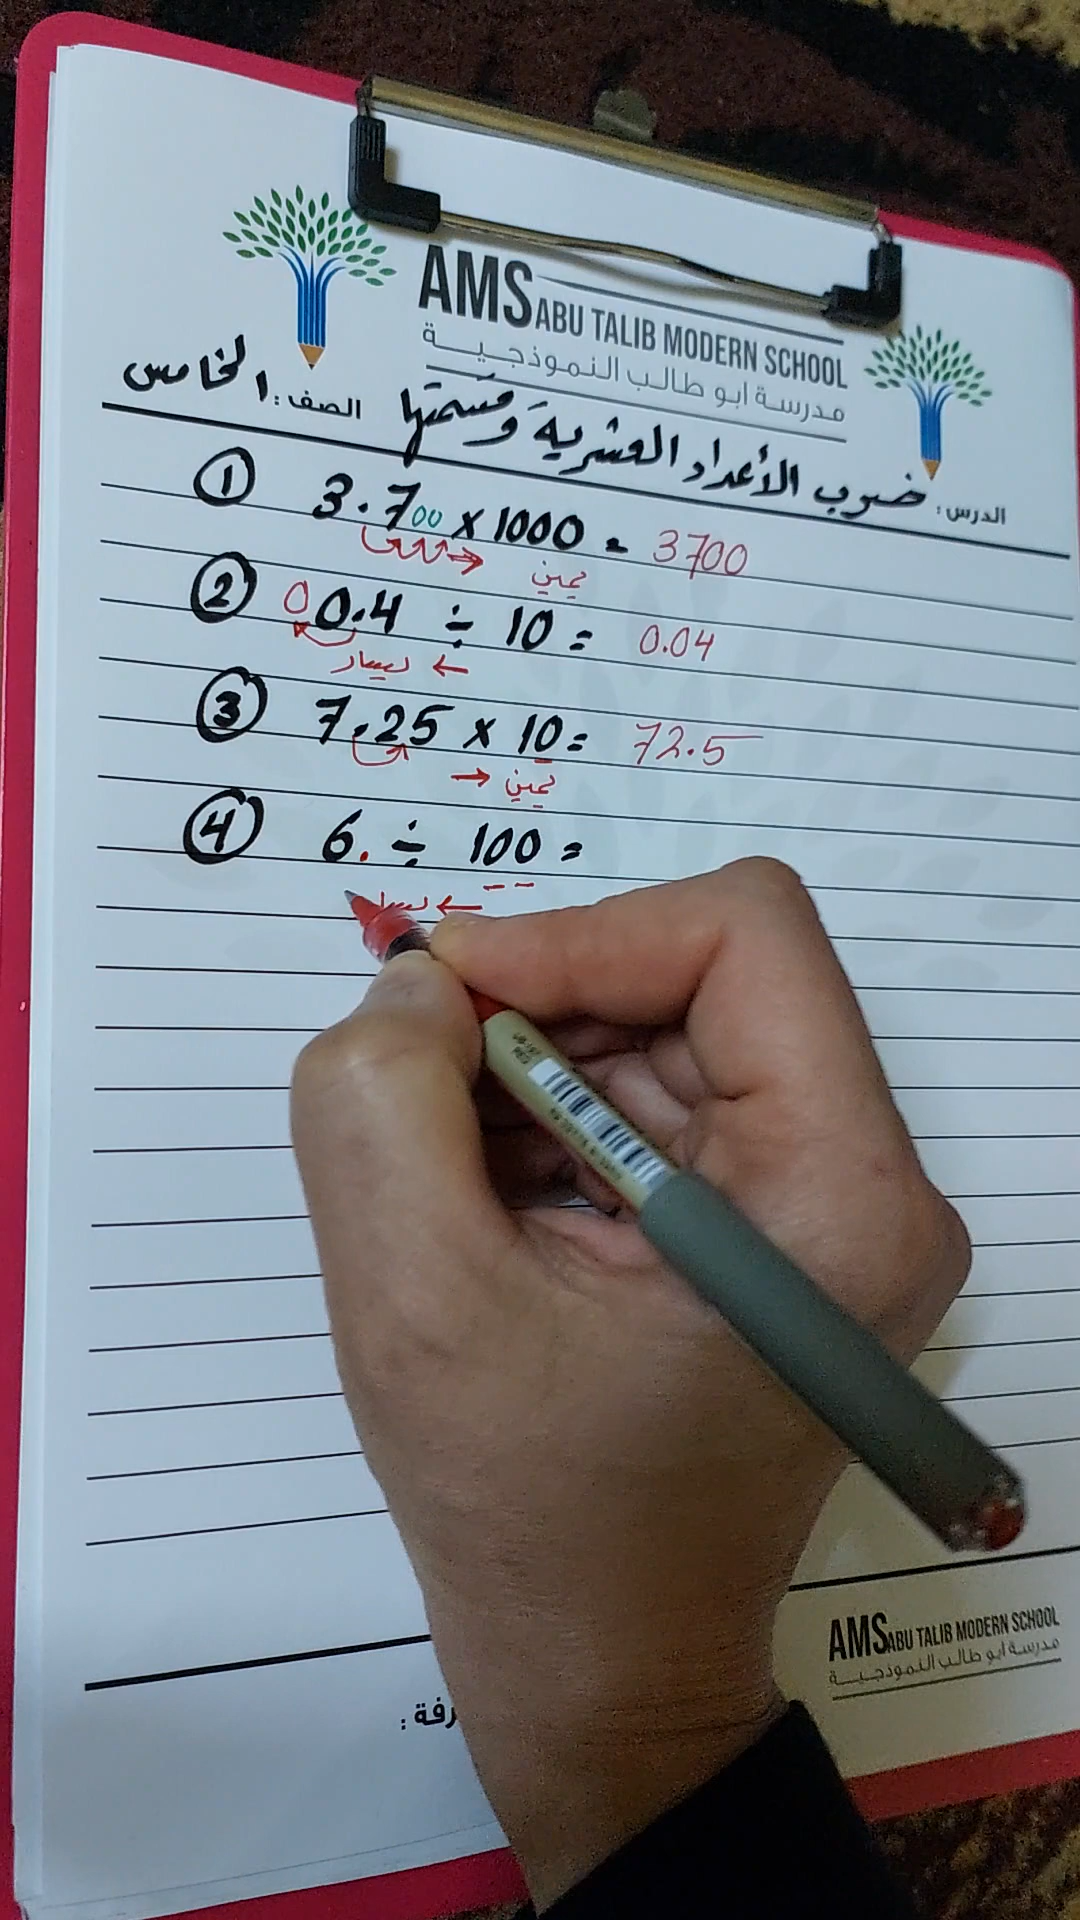 AMS ABU TALIB MODERN SCHOOL
مدرسة ابو طالب النموذجية
الدرس: ضرب الأعداد العشرية وقسمتها الصف: الخامس
① 3.700 × 1000 = 3700
يمين
② 00.4 ÷ 10 = 0.04
← يسار
③ 7.25 × 10 = 72.5
→ يمين
④ 6. ÷ 100 =
← يسار
AMS ABU TALIB MODERN SCHOOL
مدرسة ابو طالب النموذجية